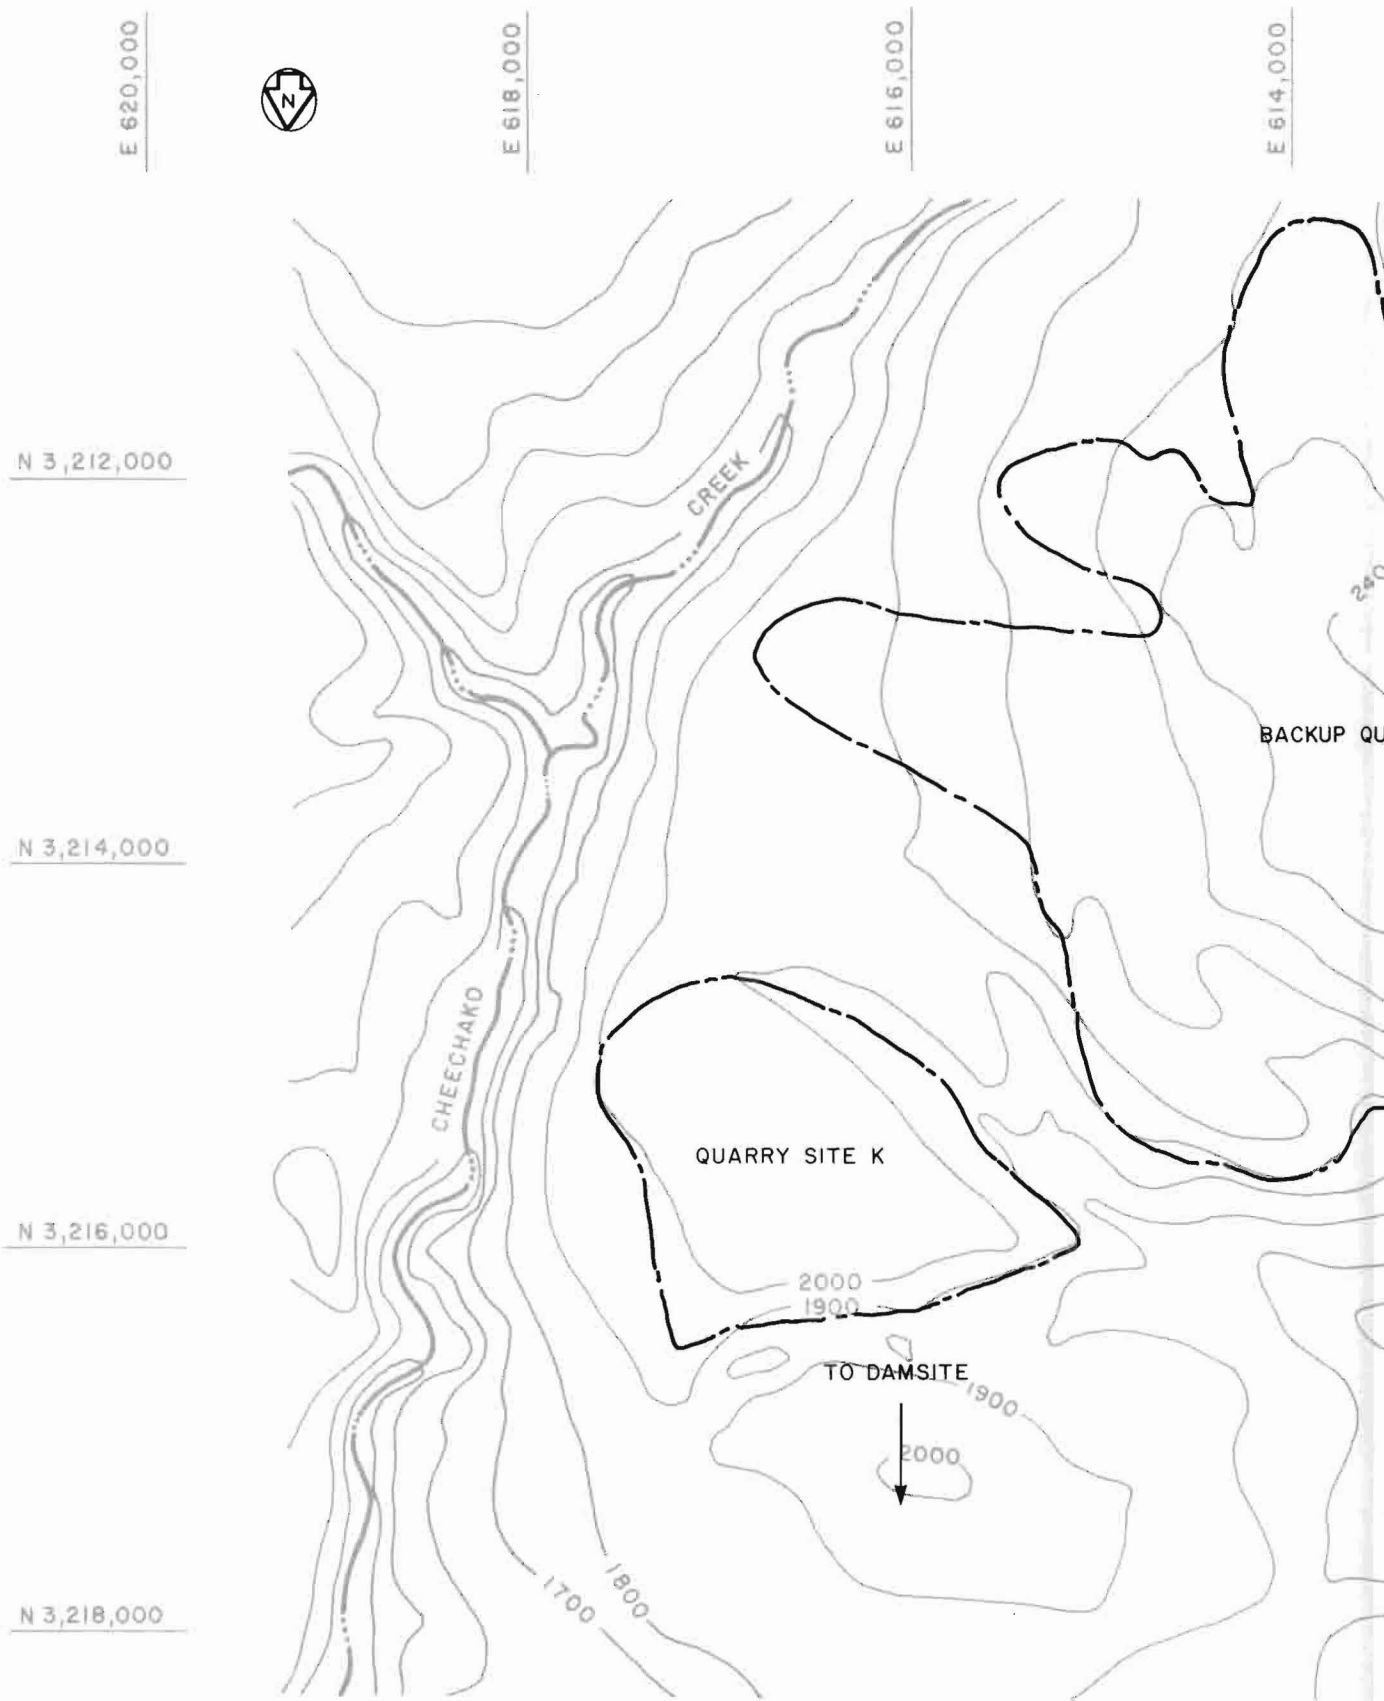 E 620,000
E 618,000
E 616,000
E 614,000
N
N 3,212,000
CREEK
240
BACKUP QU
N 3,214,000
CHEECHAKO
QUARRY SITE K
N 3,216,000
2000
1900
TO DAMSITE
1900
2000
1700
1800
N 3,218,000